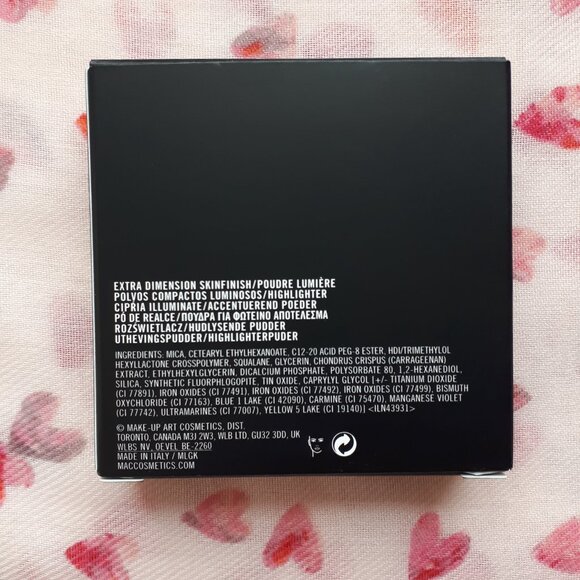 EXTRA DIMENSION SKINFINISH/POUDRE LUMIÈRE
POLVOS COMPACTOS LUMINOSOS/HIGHLIGHTER
CIPRIA ILLUMINATE/ACCENTUEREND POEDER
PÓ DE REALCE/ΠΟΥΔΡΑ ΓΙΑ ΦΩΤΕΙΝΟ ΑΠΟΤΕΛΕΣΜΑ
ROZŚWIETLACZ/HUDLYSENDE PUDDER
UTHEVINGSPUDDER/HIGHLIGHTERPUDER
INGREDIENTS: MICA, CETEARYL ETHYLHEXANOATE, C12-20 ACID PEG-8 ESTER, HDI/TRIMETHYLOL
HEXYLLACTONE CROSSPOLYMER, SQUALANE, GLYCERIN, CHONDRUS CRISPUS (CARRAGEENAN)
EXTRACT, ETHYLHEXYLGLYCERIN, DICALCIUM PHOSPHATE, POLYSORBATE 80, 1,2-HEXANEDIOL,
SILICA, SYNTHETIC FLUORPHLOGOPITE, TIN OXIDE, CAPRYLYL GLYCOL [+/- TITANIUM DIOXIDE
(CI 77891), IRON OXIDES (CI 77491), IRON OXIDES (CI 77492), IRON OXIDES (CI 77499), BISMUTH
OXYCHLORIDE (CI 77163), BLUE 1 LAKE (CI 42090), CARMINE (CI 75470), MANGANESE VIOLET
(CI 77742), ULTRAMARINES (CI 77007), YELLOW 5 LAKE (CI 19140)] <ILN43931>
© MAKE-UP ART COSMETICS, DIST.
TORONTO, CANADA M3J 2W3, WLB LTD, GU32 3DD, UK
WLBS NV, OEVEL BE-2260
MADE IN ITALY / MLGK
MACCOSMETICS.COM